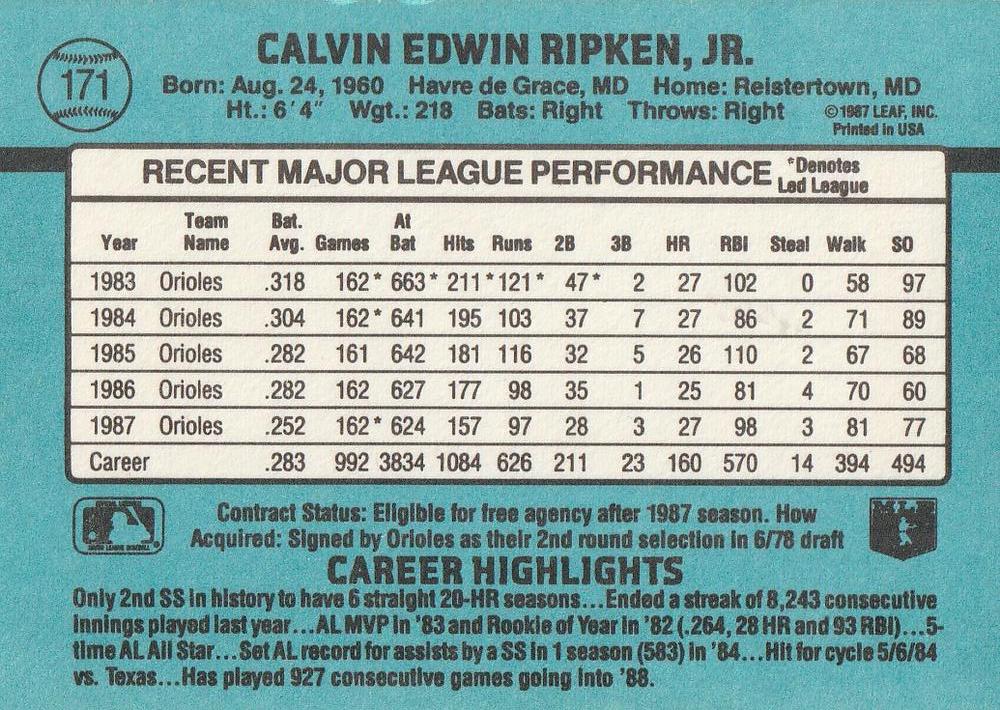 171
CALVIN EDWIN RIPKEN, JR.
Born: Aug. 24, 1960 Havre de Grace, MD Home: Reistertown, MD
Ht.: 6'4" Wgt.: 218 Bats: Right Throws: Right
©1987 LEAF, INC.
Printed in USA
RECENT MAJOR LEAGUE PERFORMANCE *Denotes Led League
Year Team Name Bat. Avg. Games At Bat Hits Runs 2B 3B HR RBI Steal Walk SO
1983 Orioles .318 162* 663* 211* 121* 47* 2 27 102 0 58 97
1984 Orioles .304 162* 641 195 103 37 7 27 86 2 71 89
1985 Orioles .282 161 642 181 116 32 5 26 110 2 67 68
1986 Orioles .282 162 627 177 98 35 1 25 81 4 70 60
1987 Orioles .252 162* 624 157 97 28 3 27 98 3 81 77
Career .283 992 3834 1084 626 211 23 160 570 14 394 494
Contract Status: Eligible for free agency after 1987 season. How
Acquired: Signed by Orioles as their 2nd round selection in 6/78 draft
MLB
CAREER HIGHLIGHTS
Only 2nd SS in history to have 6 straight 20-HR seasons...Ended a streak of 8,243 consecutive
innings played last year...AL MVP in '83 and Rookie of Year in '82 (.264, 28 HR and 93 RBI)...5-
time AL All Star...Set AL record for assists by a SS in 1 season (583) in '84...Hit for cycle 5/6/84
vs. Texas...Has played 927 consecutive games going into '88.